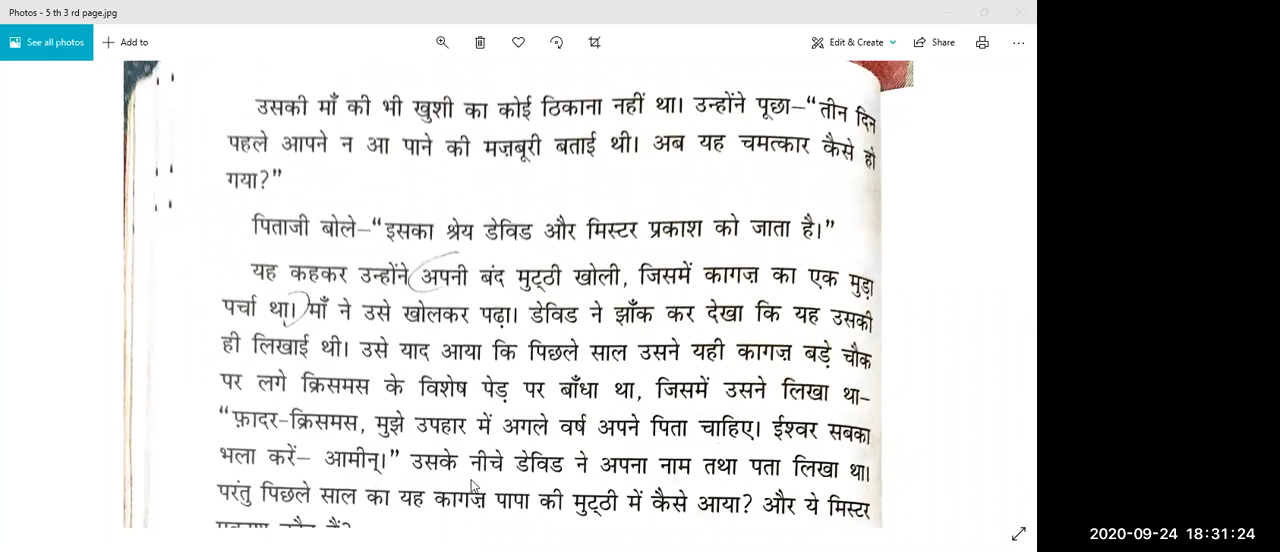 Photos - 5 th 3 rd page.jpg
See all photos
Add to
Edit & Create
Share
उसकी माँ की भी खुशी का कोई ठिकाना नहीं था। उन्होंने पूछा–“तीन दिन
पहले आपने न आ पाने की मज़बूरी बताई थी। अब यह चमत्कार कैसे हो
गया?”
पिताजी बोले–“इसका श्रेय डेविड और मिस्टर प्रकाश को जाता है।”
यह कहकर उन्होंने अपनी बंद मुट्ठी खोली, जिसमें कागज़ का एक मुड़ा
पर्चा था। माँ ने उसे खोलकर पढ़ा। डेविड ने झाँक कर देखा कि यह उसकी
ही लिखाई थी। उसे याद आया कि पिछले साल उसने यही कागज़ बड़े चौक
पर लगे क्रिसमस के विशेष पेड़ पर बाँधा था, जिसमें उसने लिखा था–
“फ़ादर-क्रिसमस, मुझे उपहार में अगले वर्ष अपने पिता चाहिए। ईश्वर सबका
भला करें– आमीन्।” उसके नीचे डेविड ने अपना नाम तथा पता लिखा था।
परंतु पिछले साल का यह कागज़ पापा की मुट्ठी में कैसे आया? और ये मिस्टर
2020-09-24 18:31:24